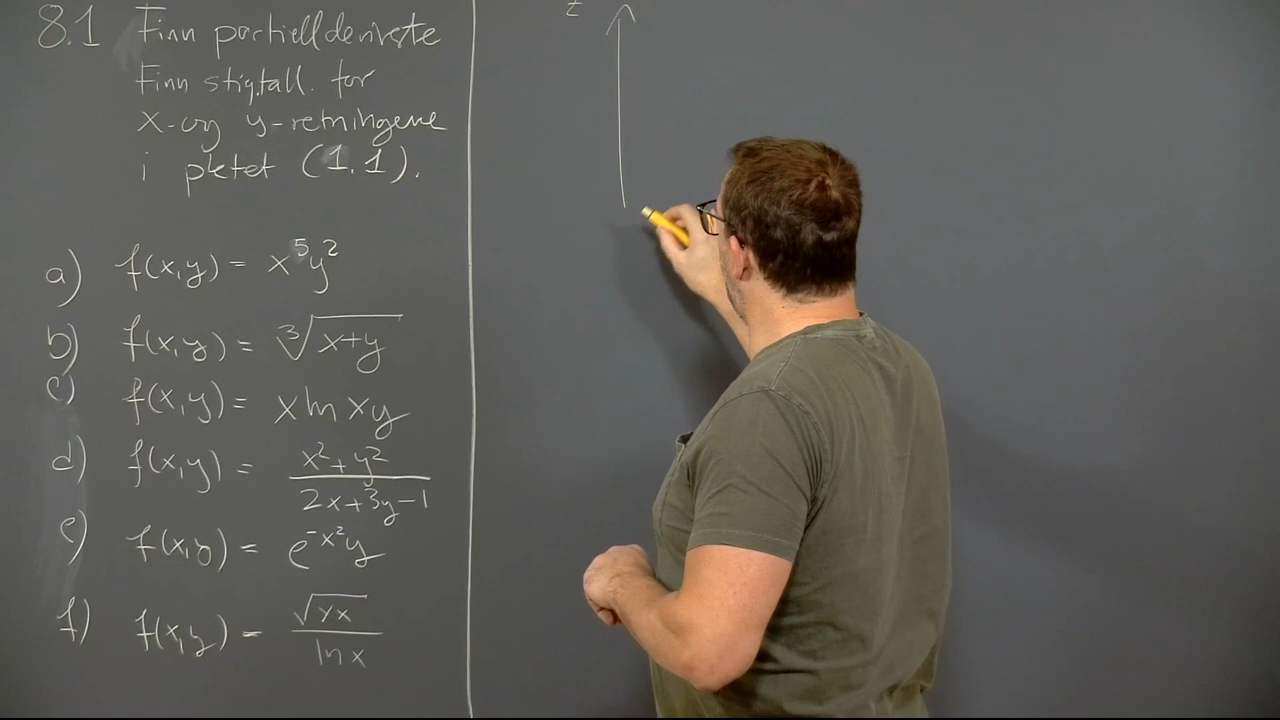 8.1 Finn partiellderiverte
Finn stigtall. for
x- og y-retningene
i pktet (1,1).
a) f(x,y) = x⁵y²
b) f(x,y) = ∛(x+y)
c) f(x,y) = x ln xy
d) f(x,y) = (x²+y²)/(2x+3y-1)
e) f(x,y) = e^(-x²y)
f) f(x,y) = √(yx)/ln x
z